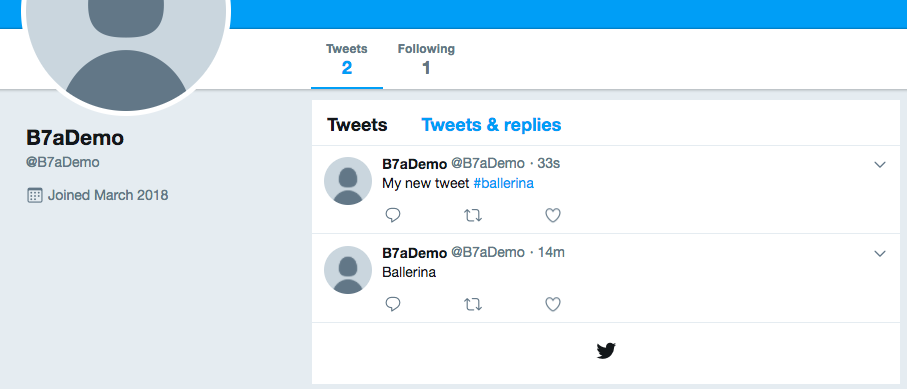 Tweets Following
2 1
B7aDemo
@B7aDemo
Joined March 2018
Tweets Tweets & replies
B7aDemo @B7aDemo · 33s
My new tweet #ballerina
B7aDemo @B7aDemo · 14m
Ballerina